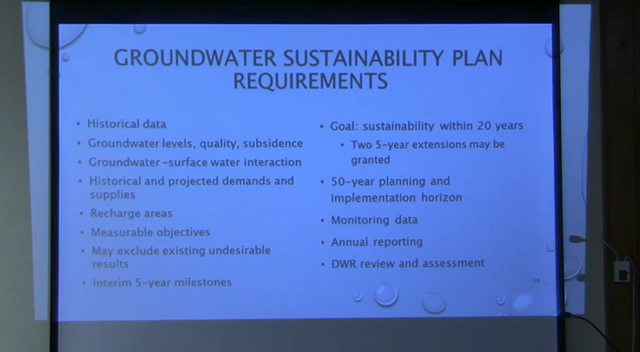 GROUNDWATER SUSTAINABILITY PLAN
REQUIREMENTS
• Historical data
• Groundwater levels, quality, subsidence
• Groundwater -surface water interaction
• Historical and projected demands and
supplies
• Recharge areas
• Measurable objectives
• May exclude existing undesirable
results
• Interim 5-year milestones
• Goal: sustainability within 20 years
• Two 5-year extensions may be
granted
• 50-year planning and
implementation horizon
• Monitoring data
• Annual reporting
• DWR review and assessment